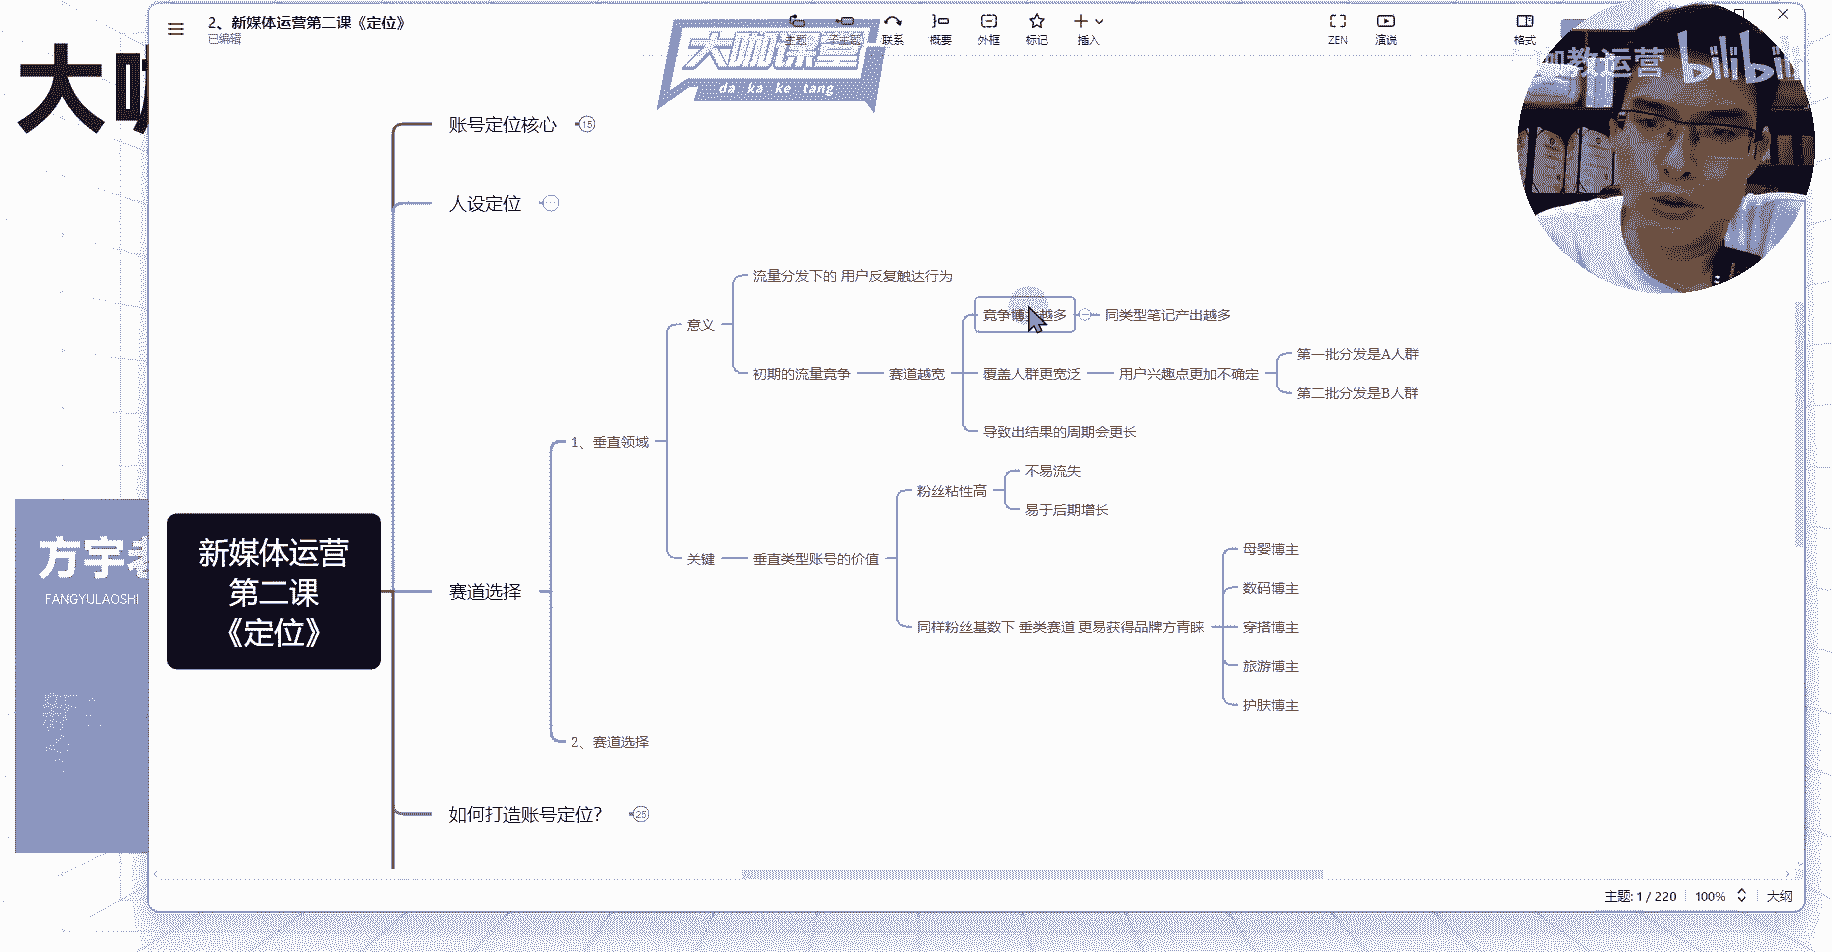 2、新媒体运营第二课《定位》
已编辑
主题
子主题
联系
概要
外框
标记
插入
ZEN
演说
格式
大咖课堂
da ka ke tang
教运营 bilibili
大咖
账号定位核心
15
人设定位
流量分发下的 用户反复触达行为
意义
竞争博主越多
同类型笔记产出越多
初期的流量竞争
赛道越宽
覆盖人群更宽泛
用户兴趣点更加不确定
第一批分发是A人群
第二批分发是B人群
导致出结果的周期会更长
1、垂直领域
粉丝粘性高
不易流失
易于后期增长
关键
垂直类型账号的价值
同样粉丝基数下 垂类赛道 更易获得品牌方青睐
母婴博主
数码博主
穿搭博主
旅游博主
护肤博主
方宇老
FANGYULAOSHI
新媒体运营
第二课
《定位》
赛道选择
2、赛道选择
如何打造账号定位？
25
主题: 1 / 220
100%
大纲